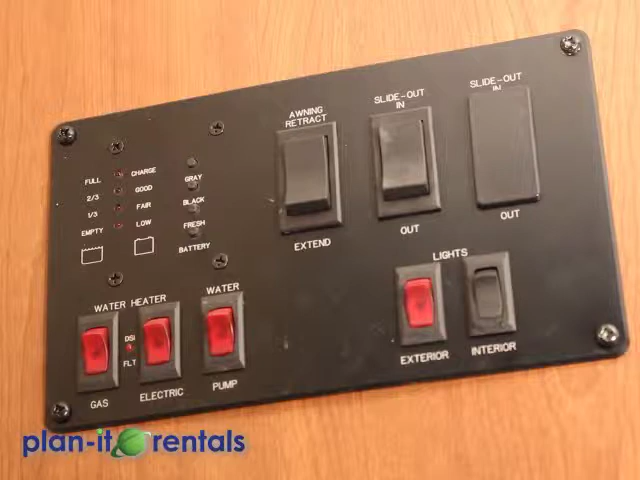 AWNING
RETRACT
EXTEND
SLIDE-OUT
IN
OUT
SLIDE-OUT
IN
OUT
FULL CHARGE
2/3 GOOD
1/3 FAIR
EMPTY LOW
GRAY
BLACK
FRESH
BATTERY
WATER HEATER
DSI
FLT
GAS
ELECTRIC
WATER
PUMP
LIGHTS
EXTERIOR
INTERIOR
plan-it rentals